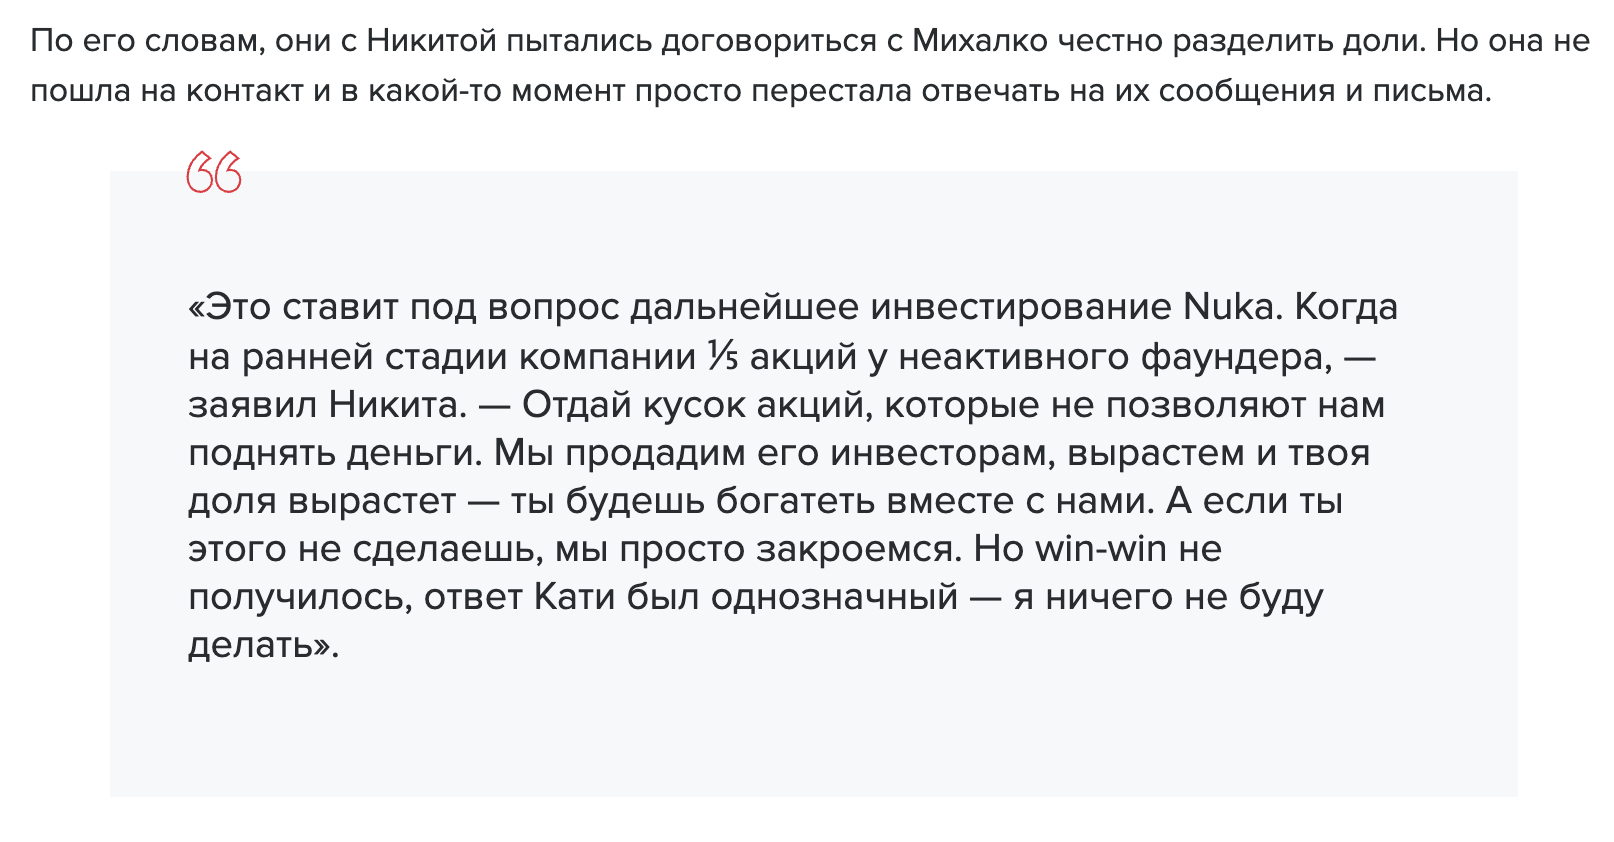 По его словам, они с Никитой пытались договориться с Михалко честно разделить доли. Но она не
пошла на контакт и в какой-то момент просто перестала отвечать на их сообщения и письма.
«Это ставит под вопрос дальнейшее инвестирование Nuka. Когда
на ранней стадии компании ⅕ акций у неактивного фаундера, —
заявил Никита. — Отдай кусок акций, которые не позволяют нам
поднять деньги. Мы продадим его инвесторам, вырастем и твоя
доля вырастет — ты будешь богатеть вместе с нами. А если ты
этого не сделаешь, мы просто закроемся. Но win-win не
получилось, ответ Кати был однозначный — я ничего не буду
делать».